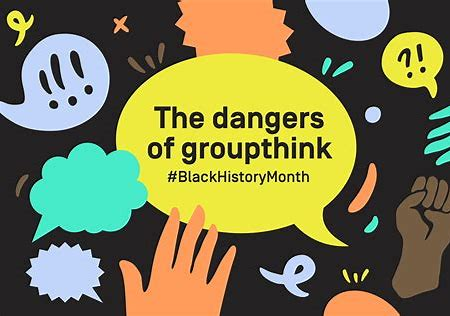 !!!
?!
The dangers
of groupthink
#BlackHistoryMonth